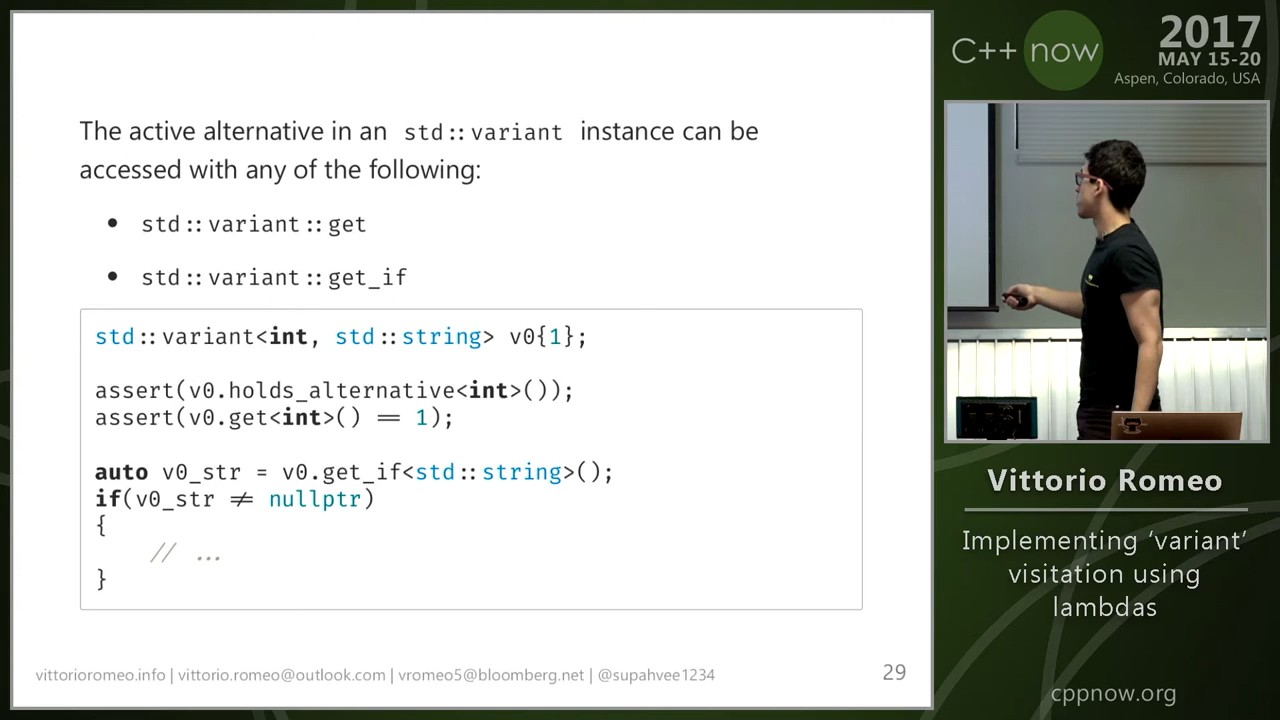 The active alternative in an std::variant instance can be
accessed with any of the following:
• std::variant::get
• std::variant::get_if
std::variant<int, std::string> v0{1};
assert(v0.holds_alternative<int>());
assert(v0.get<int>() == 1);
auto v0_str = v0.get_if<std::string>();
if(v0_str ≠ nullptr)
{
// ...
}
vittorioromeo.info | vittorio.romeo@outlook.com | vromeo5@bloomberg.net | @supahvee1234
29
C++ now
2017
MAY 15-20
Aspen, Colorado, USA
Vittorio Romeo
Implementing ‘variant’
visitation using
lambdas
cppnow.org